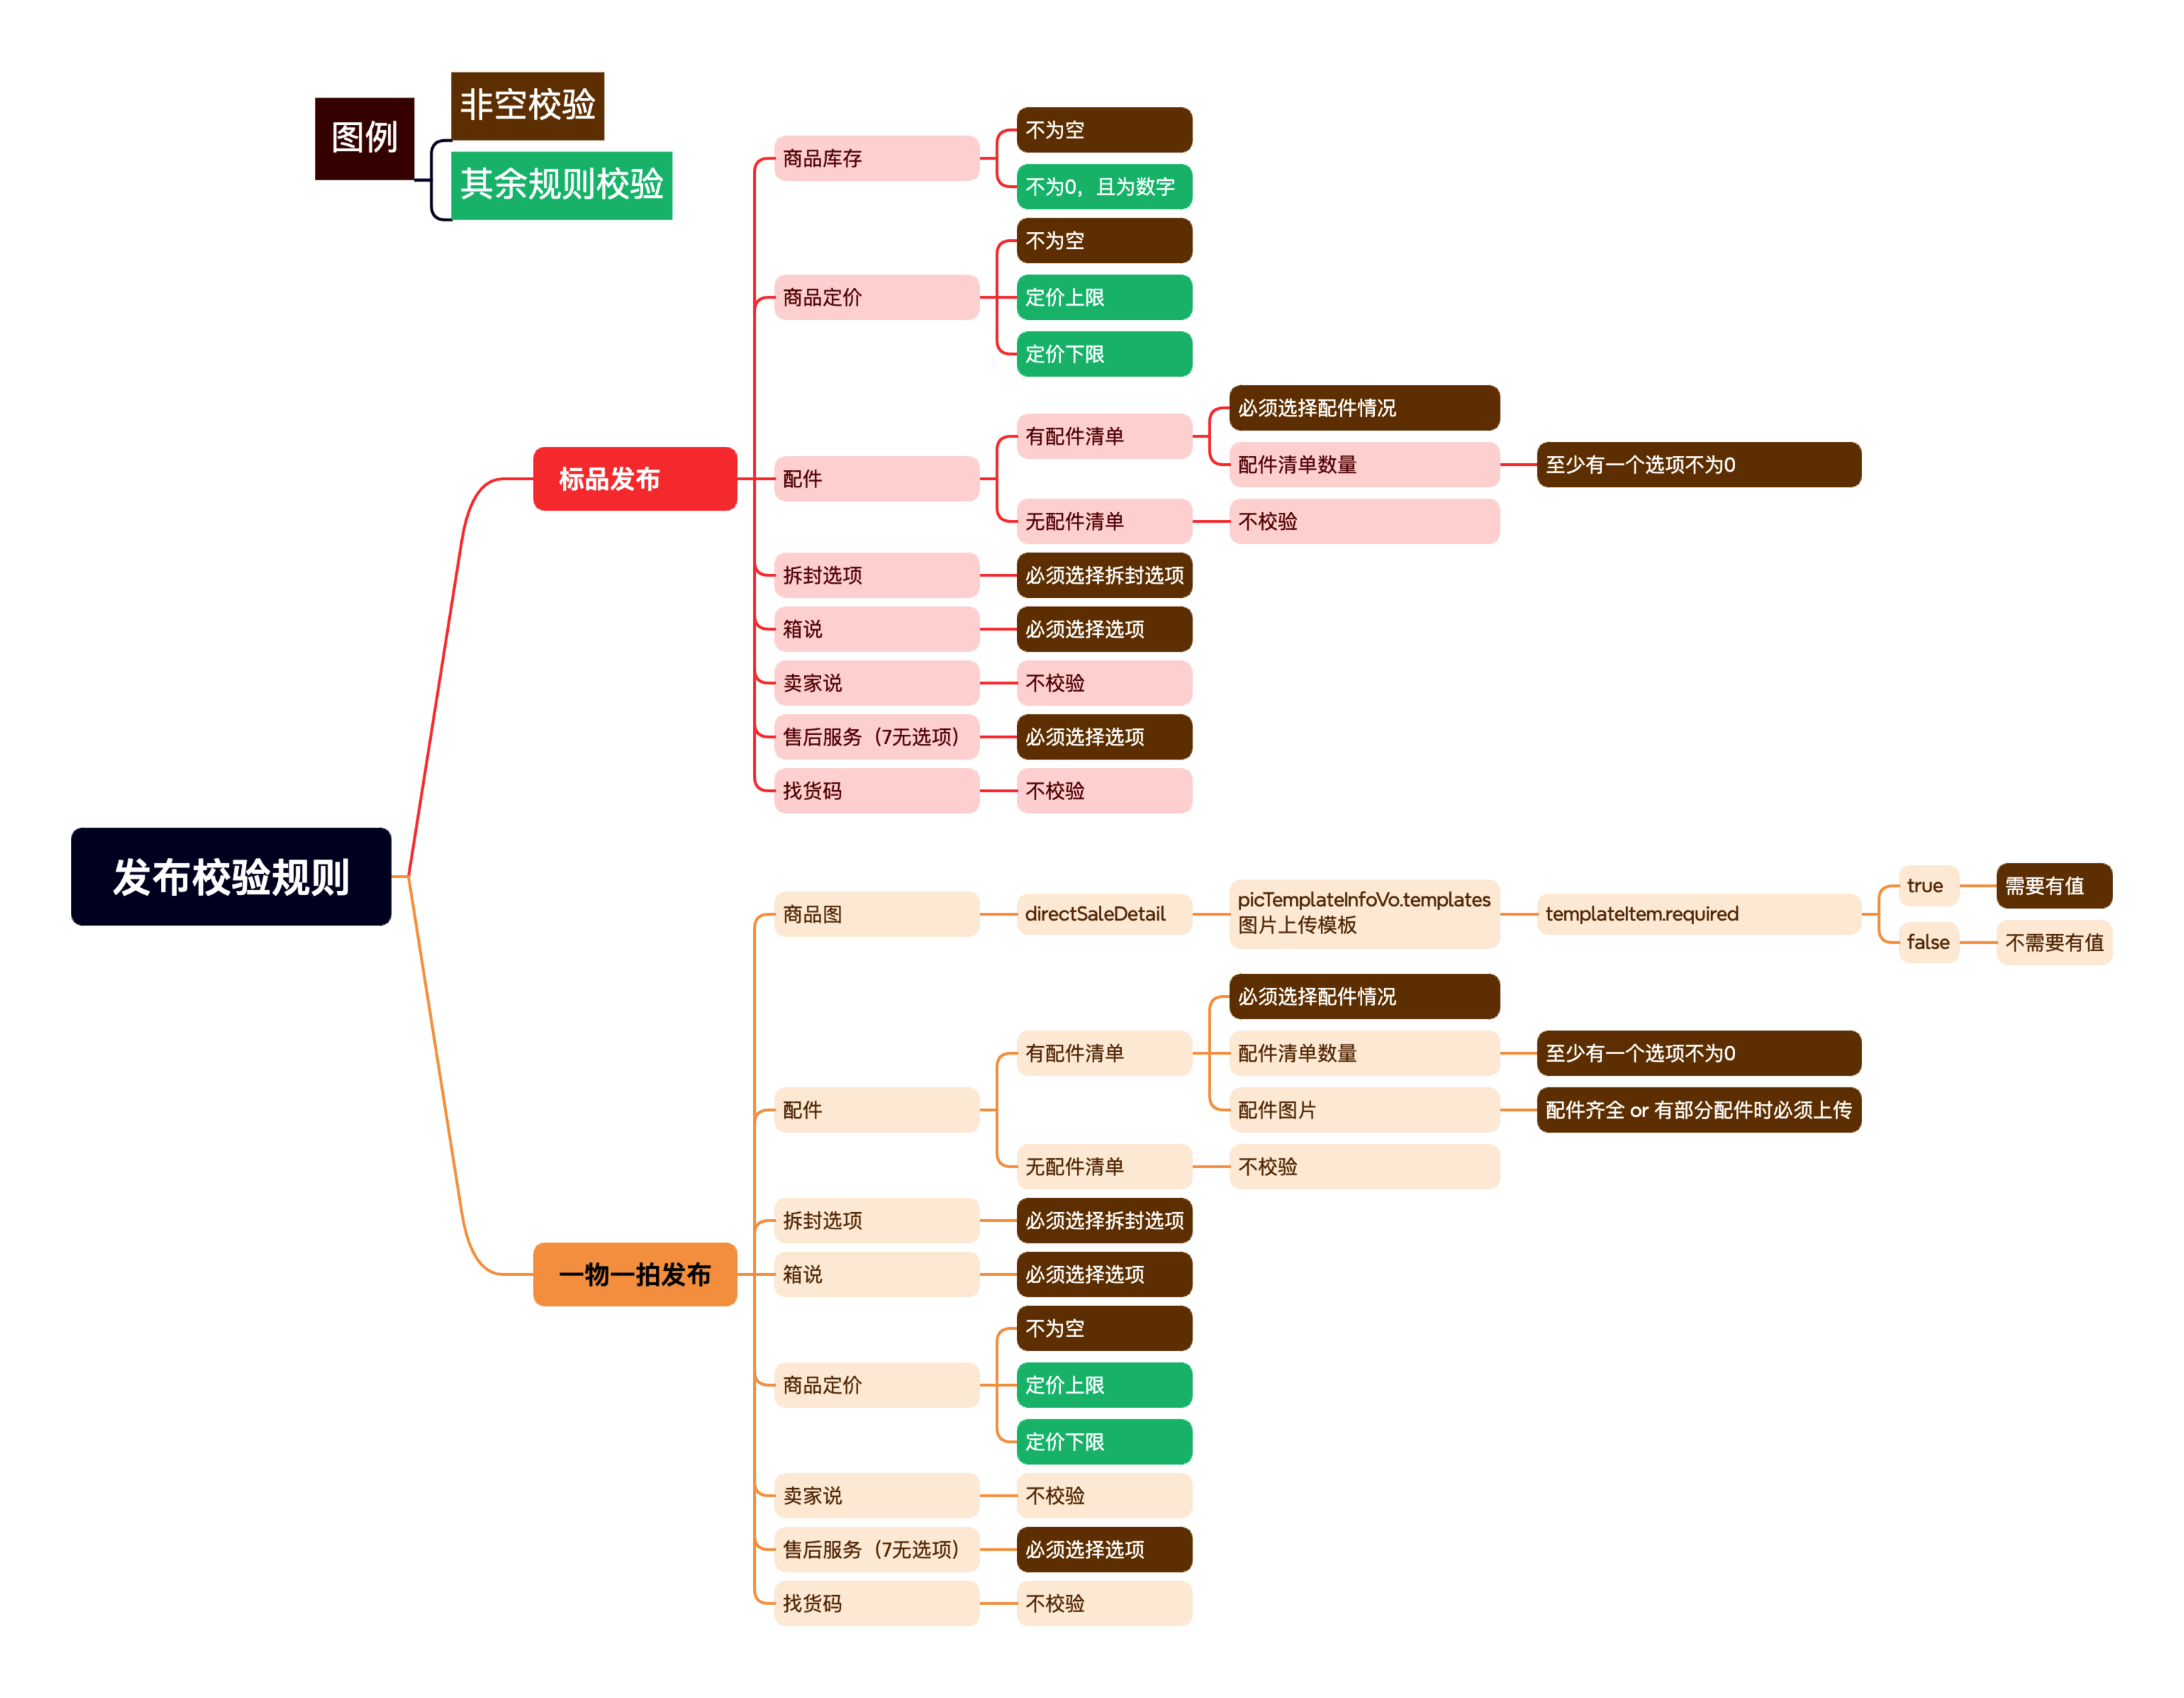 图例
非空校验
其余规则校验
发布校验规则
标品发布
商品库存
不为空
不为0，且为数字
商品定价
不为空
定价上限
定价下限
配件
有配件清单
必须选择配件情况
配件清单数量
至少有一个选项不为0
无配件清单
不校验
拆封选项
必须选择拆封选项
箱说
必须选择选项
卖家说
不校验
售后服务（7无选项）
必须选择选项
找货码
不校验
一物一拍发布
商品图
directSaleDetail
picTemplateInfoVo.templates
图片上传模板
templateItem.required
true
需要有值
false
不需要有值
配件
有配件清单
必须选择配件情况
配件清单数量
至少有一个选项不为0
配件图片
配件齐全 or 有部分配件时必须上传
无配件清单
不校验
拆封选项
必须选择拆封选项
箱说
必须选择选项
商品定价
不为空
定价上限
定价下限
卖家说
不校验
售后服务（7无选项）
必须选择选项
找货码
不校验